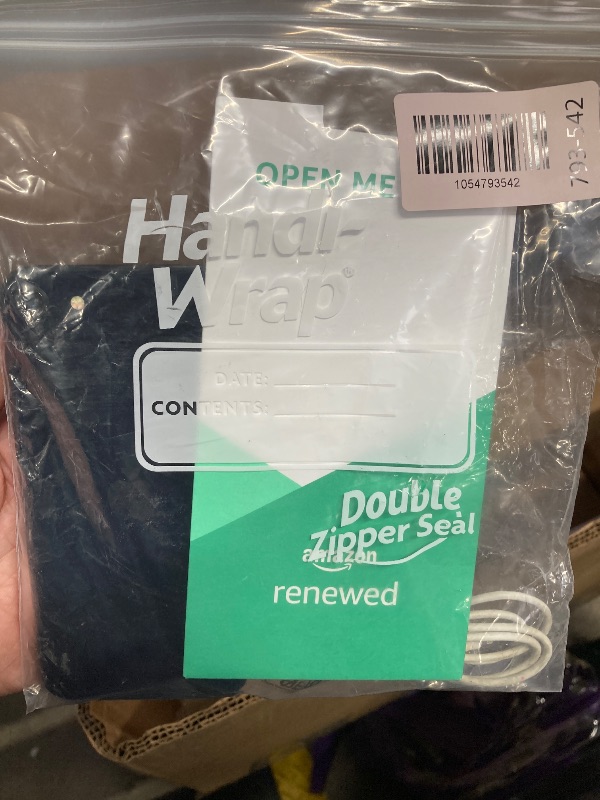 OPEN ME
1054793542
793-542
Handi-
Wrap®
DATE:
CONTENTS:
Double
Zipper Seal
amazon
renewed